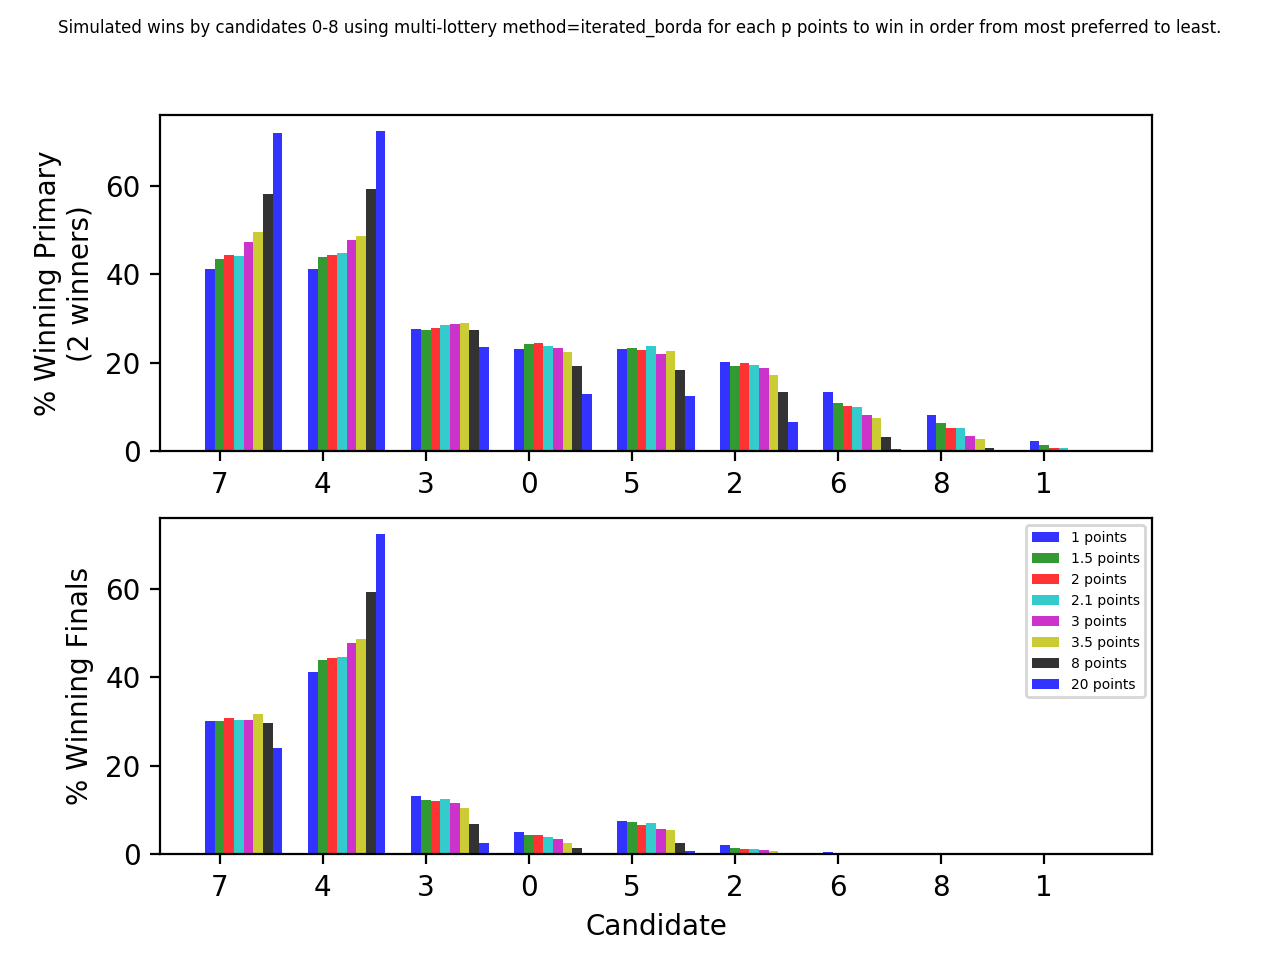 Simulated wins by candidates 0-8 using multi-lottery method=iterated_borda for each p points to win in order from most preferred to least.
% Winning Primary
(2 winners)
60
40
20
0
7 4 3 0 5 2 6 8 1
% Winning Finals
60
40
20
0
1 points
1.5 points
2 points
2.1 points
3 points
3.5 points
8 points
20 points
7 4 3 0 5 2 6 8 1
Candidate